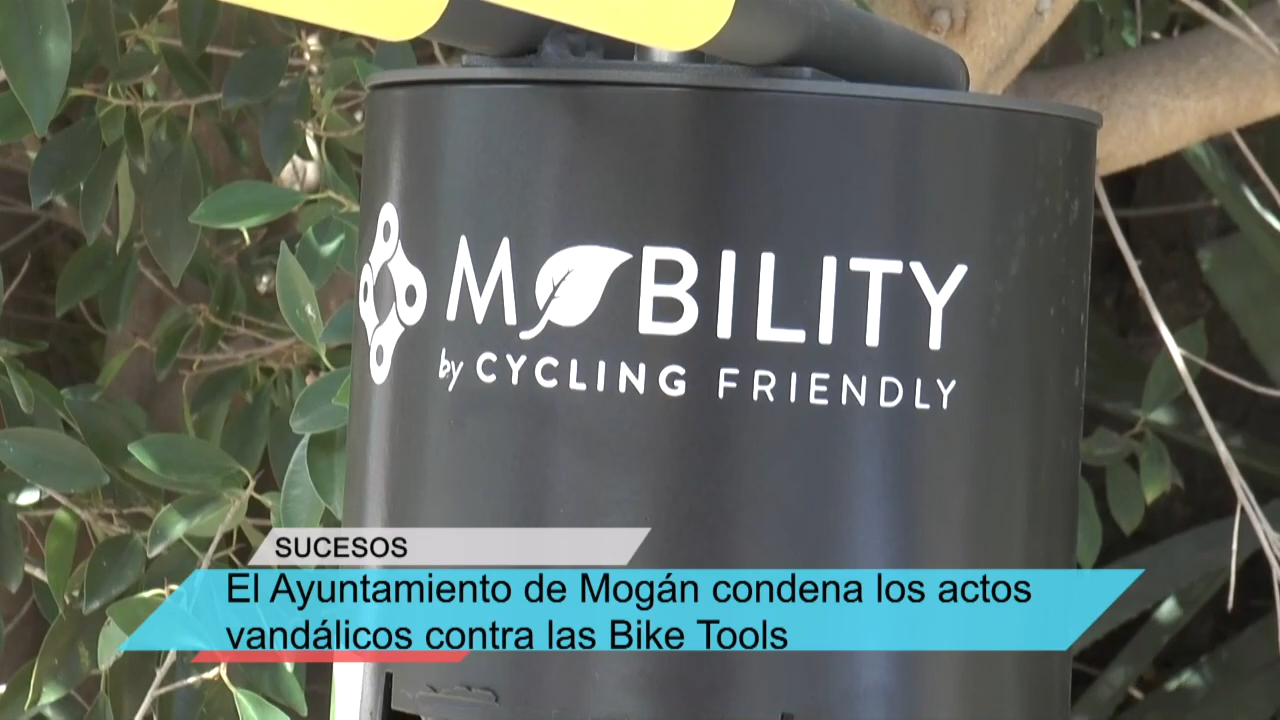 MOBILITY
by CYCLING FRIENDLY
SUCESOS
El Ayuntamiento de Mogán condena los actos
vandálicos contra las Bike Tools